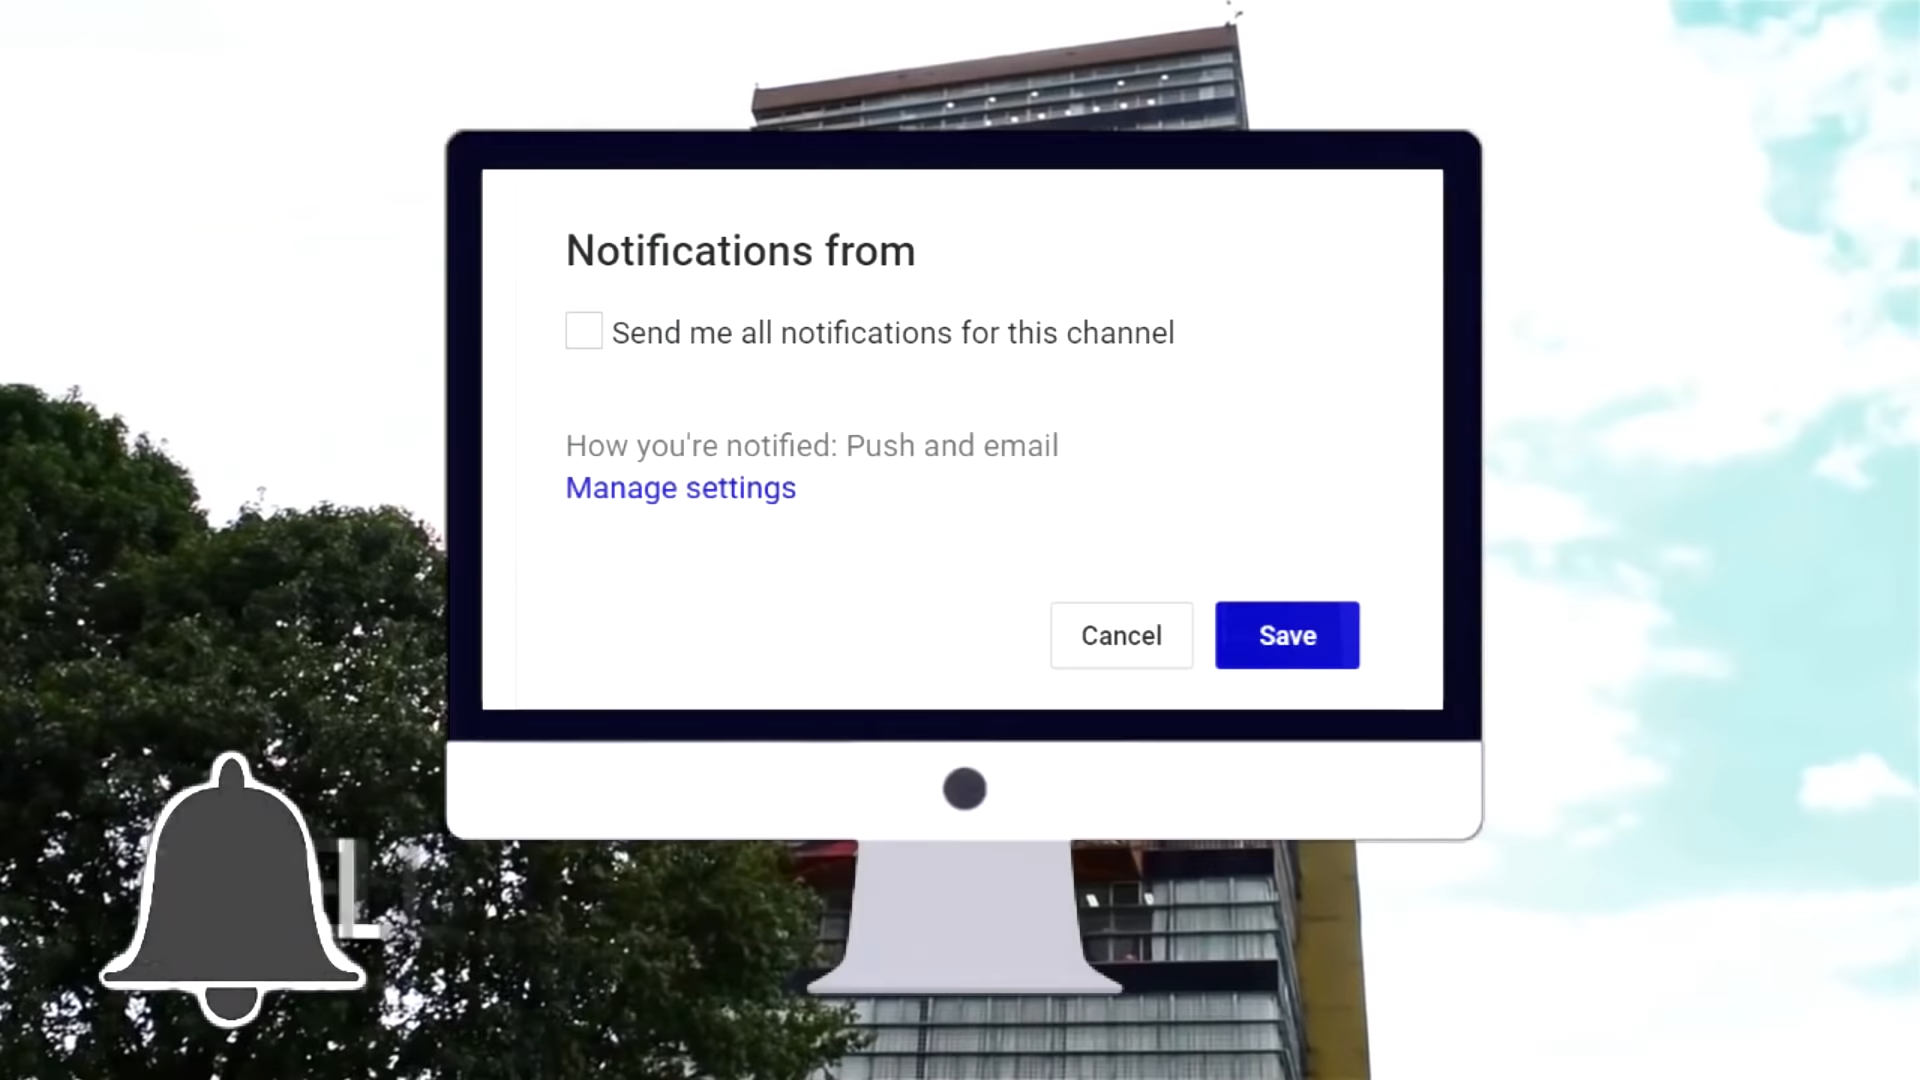 Notifications from
Send me all notifications for this channel
How you're notified: Push and email
Manage settings
Cancel
Save